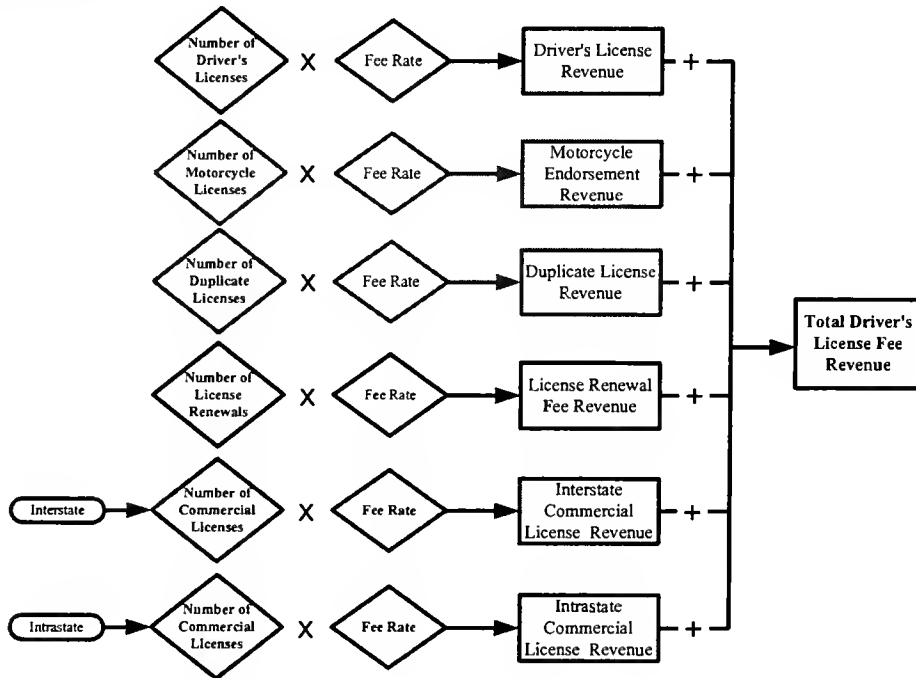 Number of
Driver's
Licenses
X
Fee Rate
Driver's License
Revenue
+
Number of
Motorcycle
Licenses
X
Fee Rate
Motorcycle
Endorsement
Revenue
+
Number of
Duplicate
Licenses
X
Fee Rate
Duplicate License
Revenue
+
Total Driver's
License Fee
Revenue
Number of
License
Renewals
X
Fee Rate
License Renewal
Fee Revenue
+
Interstate
Number of
Commercial
Licenses
X
Fee Rate
Interstate
Commercial
License Revenue
+
Intrastate
Number of
Commercial
Licenses
X
Fee Rate
Intrastate
Commercial
License Revenue
+